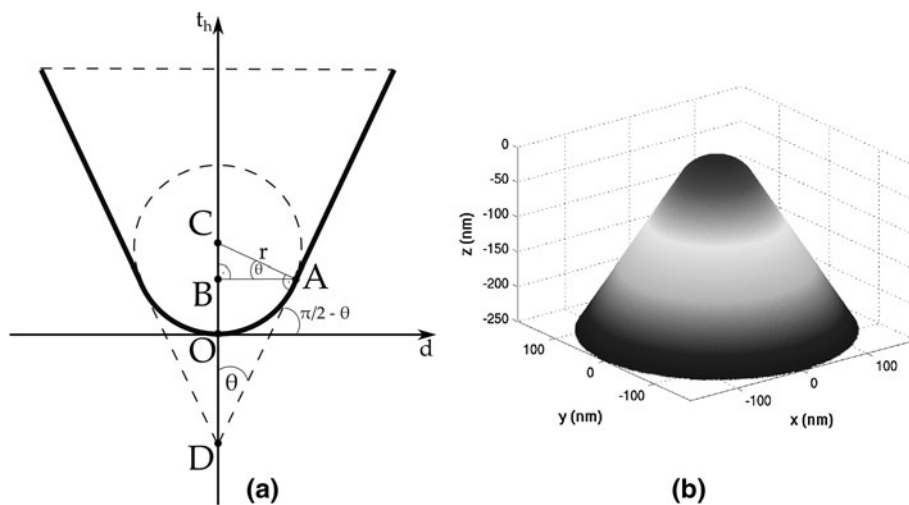 t_h
C
r
θ
B
A
π/2 - θ
O
d
θ
D
(a)
0
-50
-100
-150
-200
-250
z (nm)
100
0
-100
y (nm)
-100
0
100
x (nm)
(b)